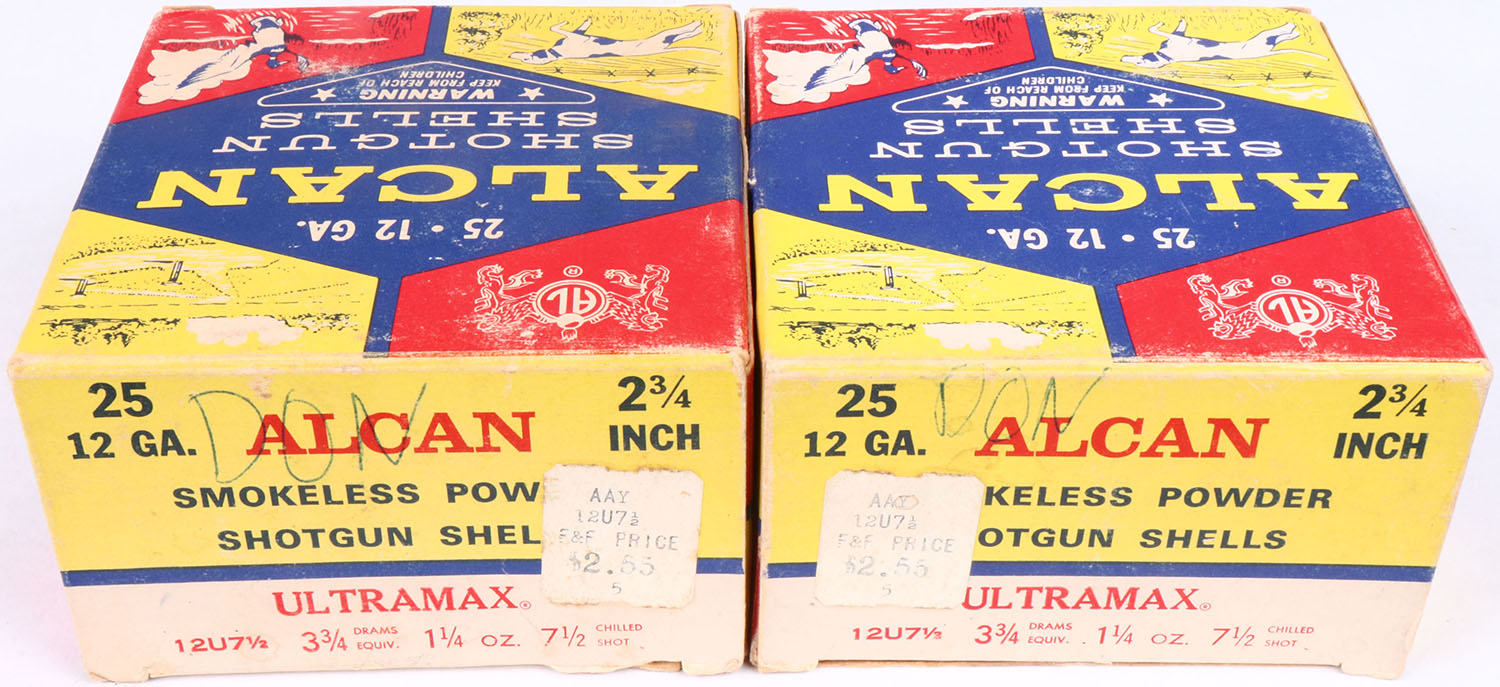 WARNING
KEEP FROM REACH OF
CHILDREN
SHOTGUN
SHELLS
ALCAN
25 • 12 GA.
AL
®
25
12 GA.
DON
ALCAN
2¾
INCH
SMOKELESS POW
SHOTGUN SHEL
AAY
12U7½
F&F PRICE
$2.55
5
ULTRAMAX®
12U7½ 3¾ DRAMS EQUIV. 1¼ OZ. 7½ CHILLED SHOT
WARNING
KEEP FROM REACH OF
CHILDREN
SHOTGUN
SHELLS
ALCAN
25 • 12 GA.
AL
®
25
12 GA.
DON
ALCAN
2¾
INCH
KELESS POWDER
OTGUN SHELLS
AAY
12U7½
F&F PRICE
$2.55
5
ULTRAMAX®
12U7½ 3¾ DRAMS EQUIV. 1¼ OZ. 7½ CHILLED SHOT